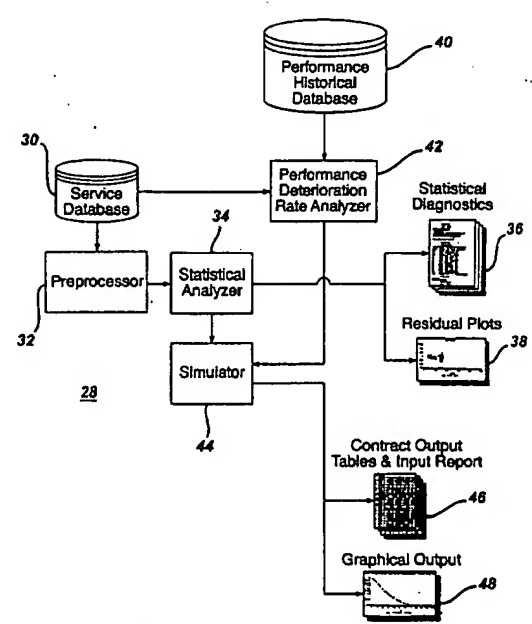 Performance
Historical
Database
40
30
Service
Database
Performance
Deterioration
Rate Analyzer
42
Statistical
Diagnostics
36
34
Preprocessor
Statistical
Analyzer
32
Residual Plots
38
28
Simulator
44
Contract Output
Tables & Input Report
46
Graphical Output
48